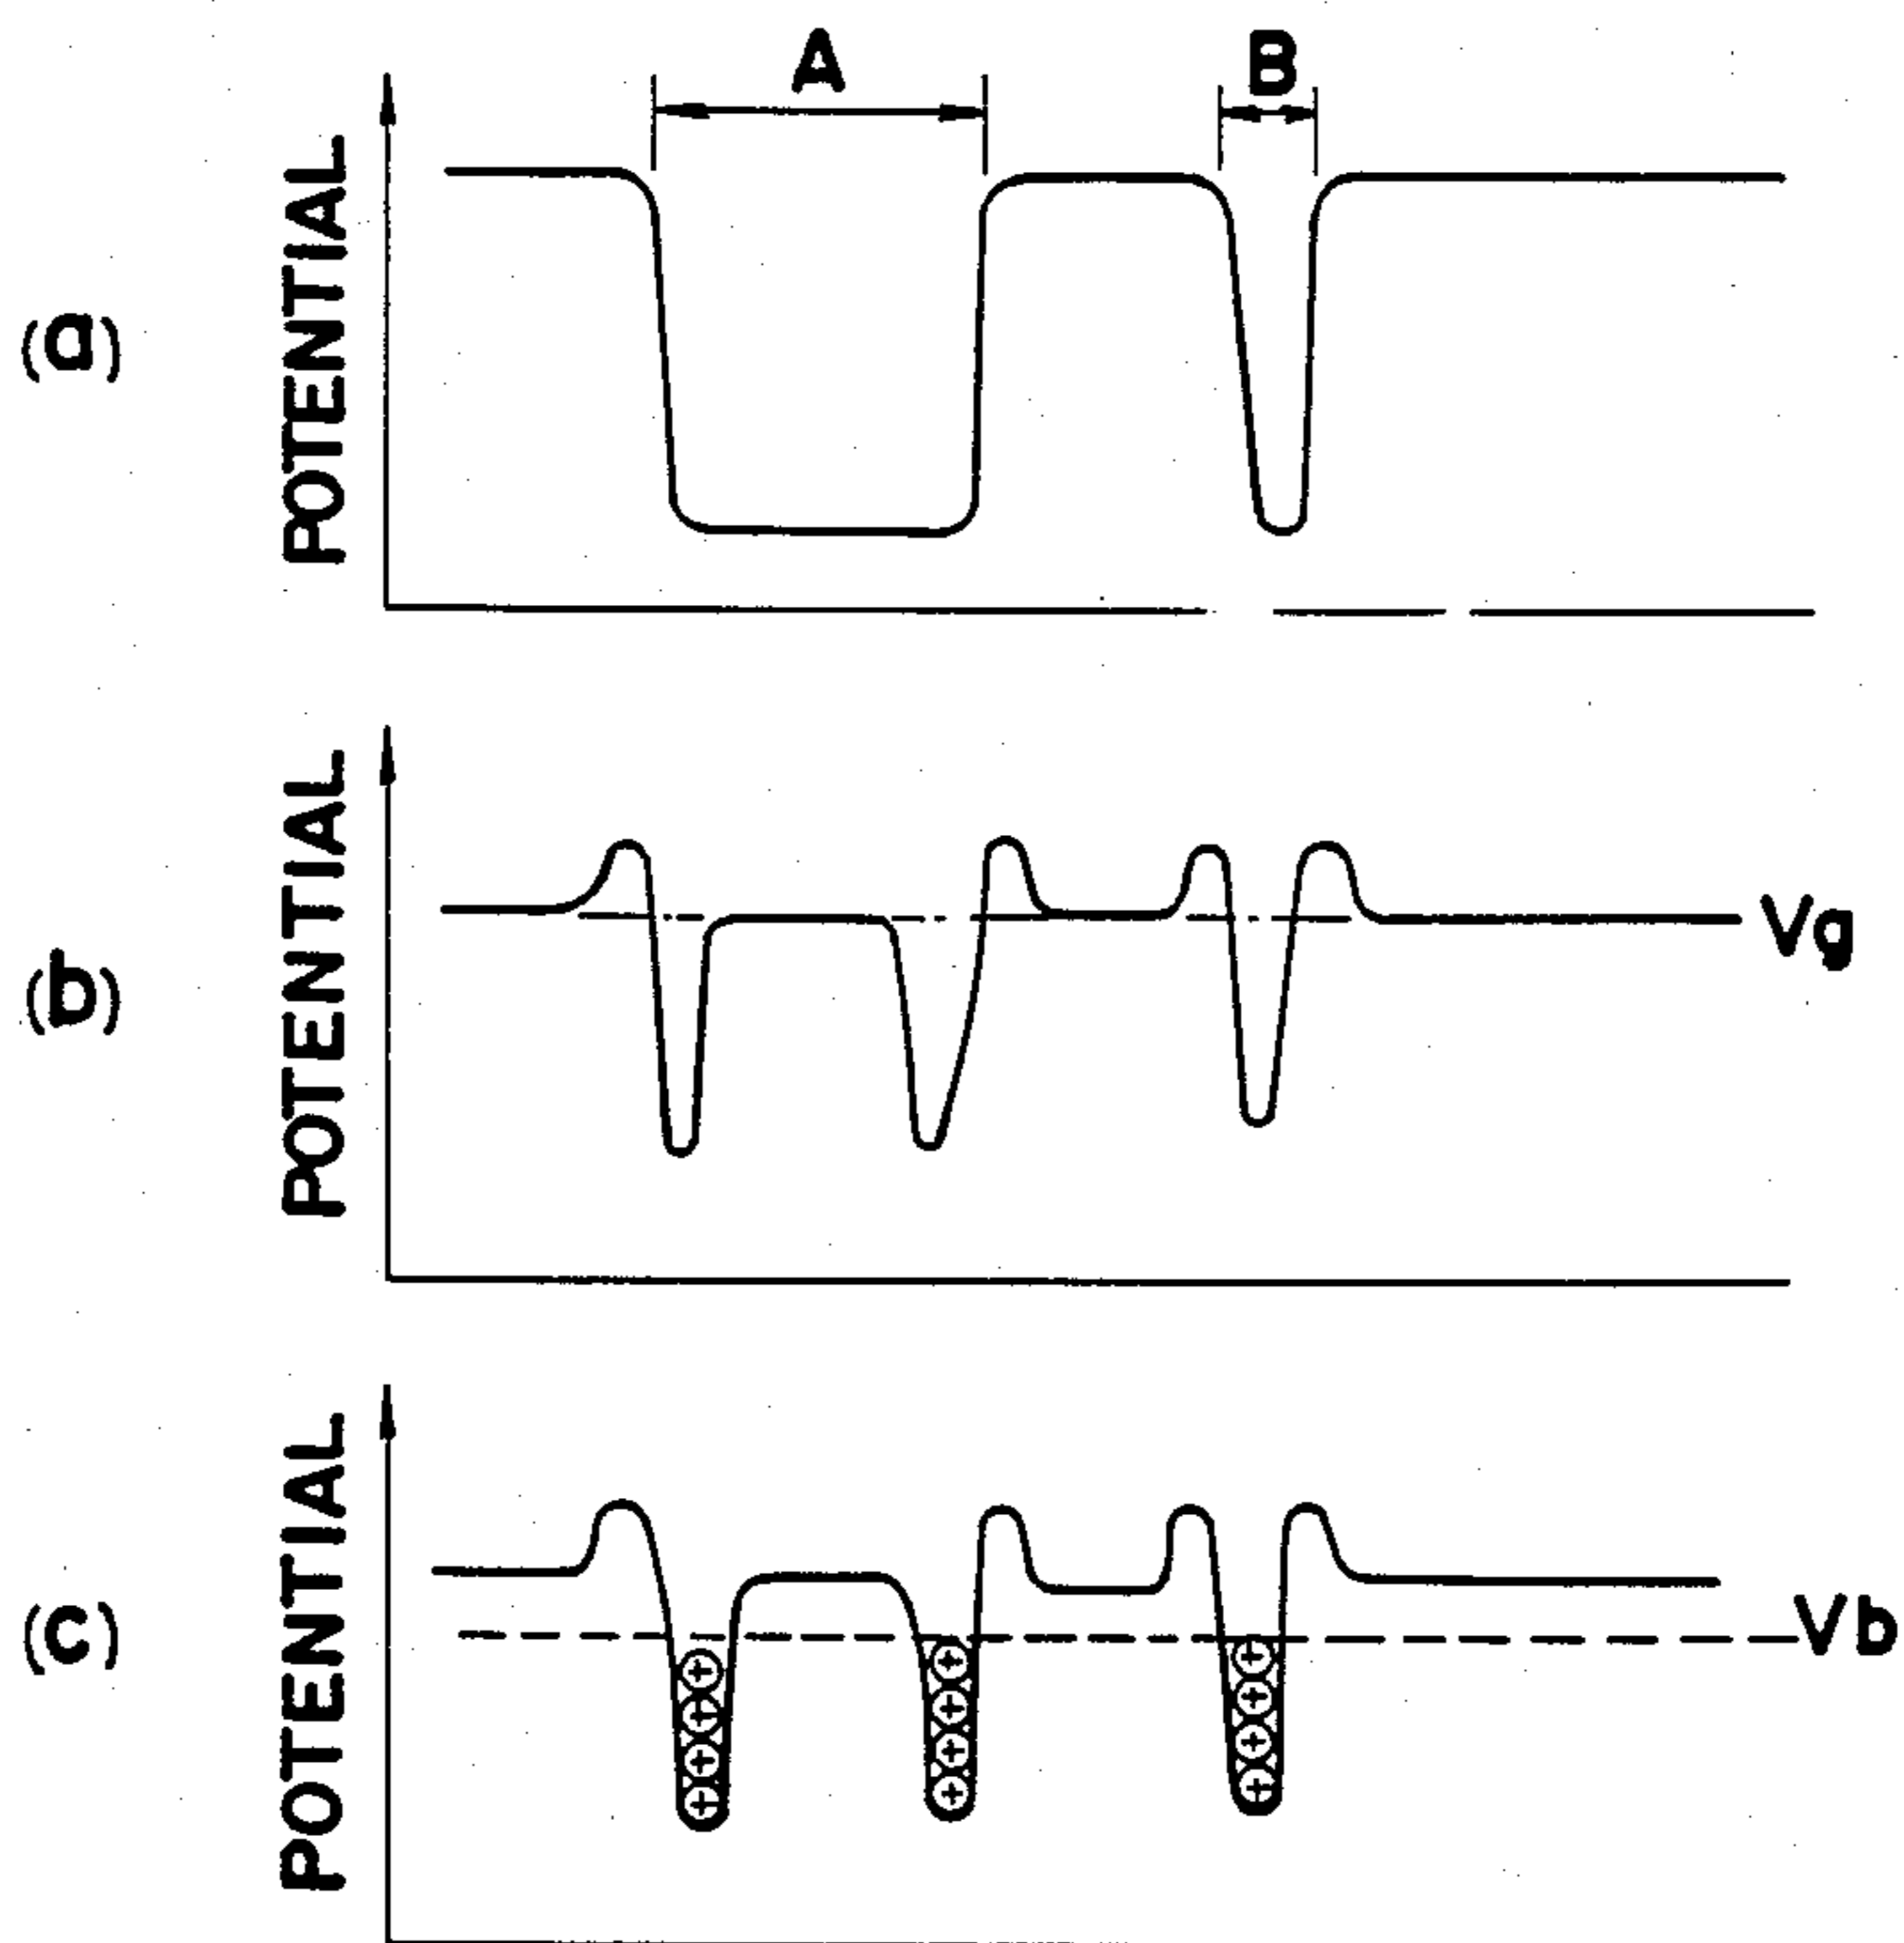 A
B
(a)
POTENTIAL
(b)
POTENTIAL
Vg
(c)
POTENTIAL
Vb